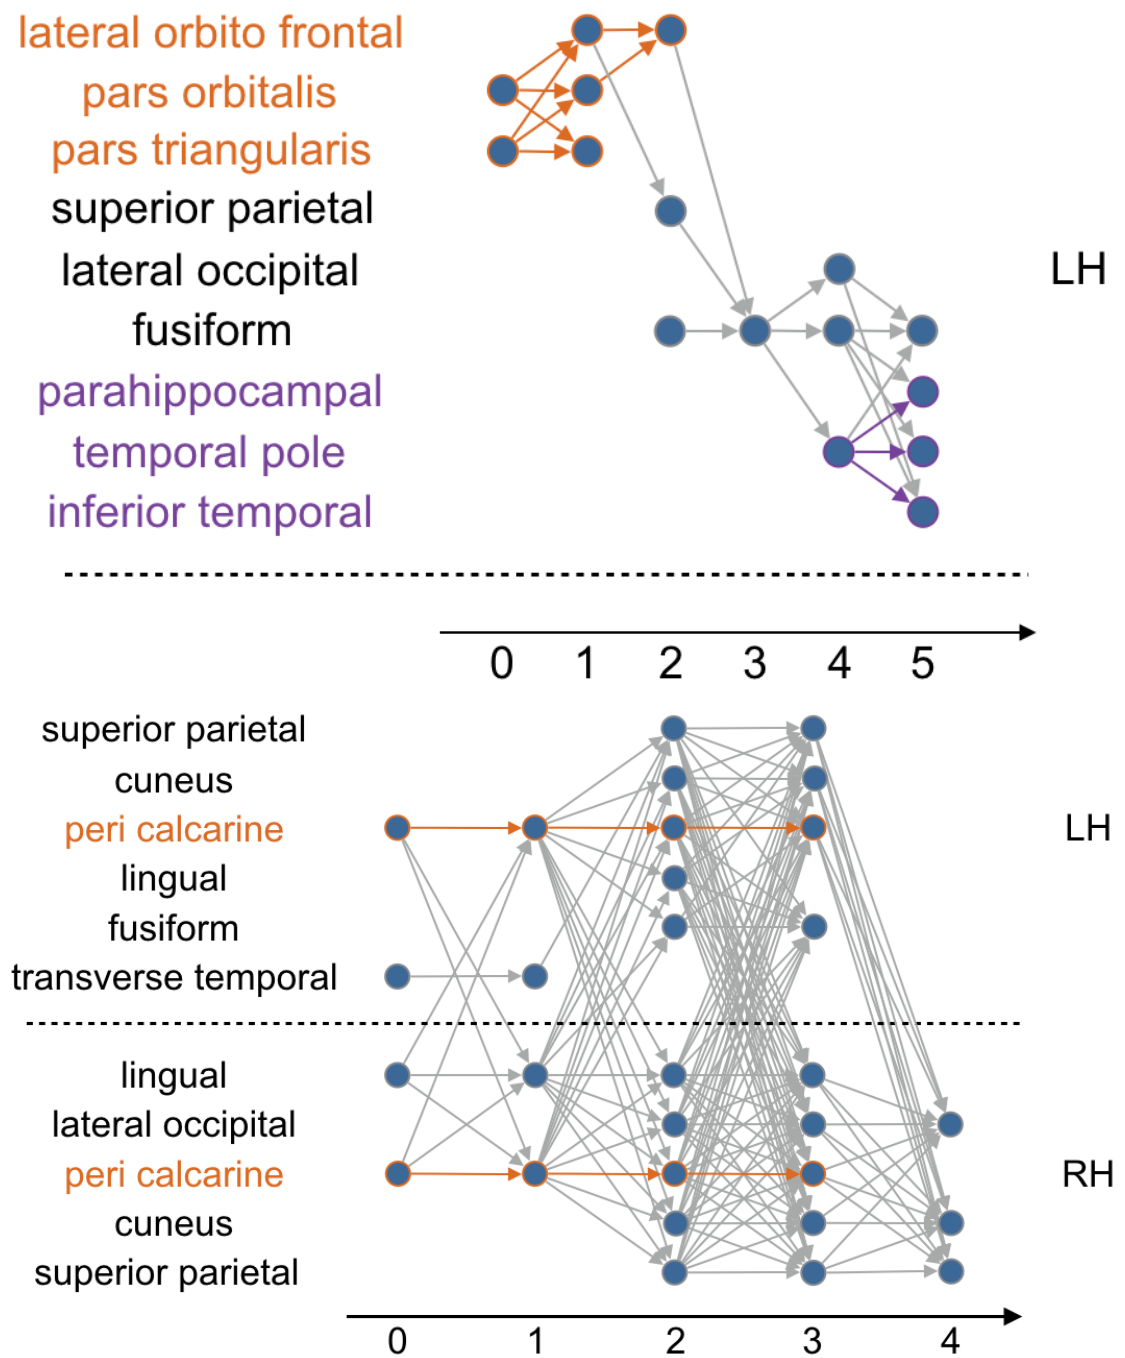 lateral orbito frontal
pars orbitalis
pars triangularis
superior parietal
lateral occipital
LH
fusiform
parahippocampal
temporal pole
inferior temporal
0 1 2 3 4 5
superior parietal
cuneus
peri calcarine
LH
lingual
fusiform
transverse temporal
lingual
lateral occipital
peri calcarine
RH
cuneus
superior parietal
0 1 2 3 4